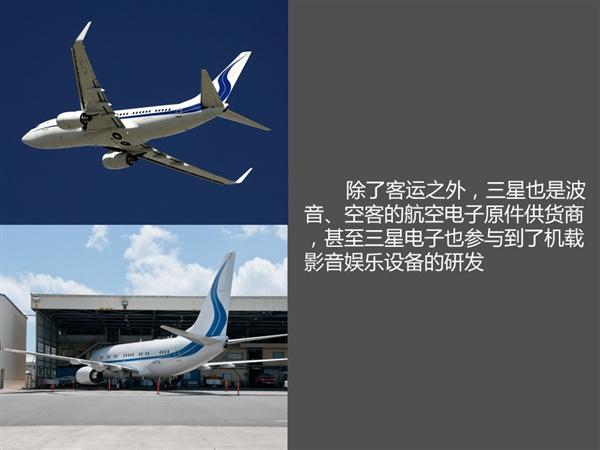 除了客运之外，三星也是波
音、空客的航空电子原件供货商
，甚至三星电子也参与到了机载
影音娱乐设备的研发